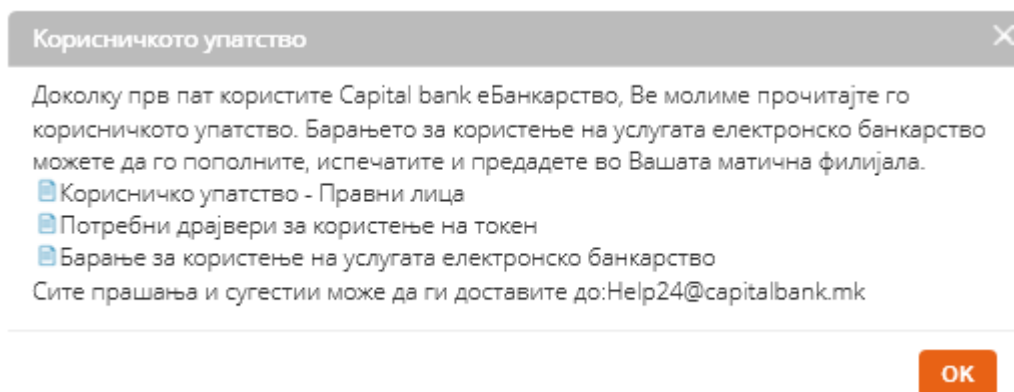 Корисничкото упатство
Доколку прв пат користите Capital bank еБанкарство, Ве молиме прочитајте го
корисничкото упатство. Барањето за користење на услугата електронско банкарство
можете да го пополните, испечатите и предадете во Вашата матична филијала.
Корисничко упатство - Правни лица
Потребни драјвери за користење на токен
Барање за користење на услугата електронско банкарство
Сите прашања и сугестии може да ги доставите до:Help24@capitalbank.mk
ОК